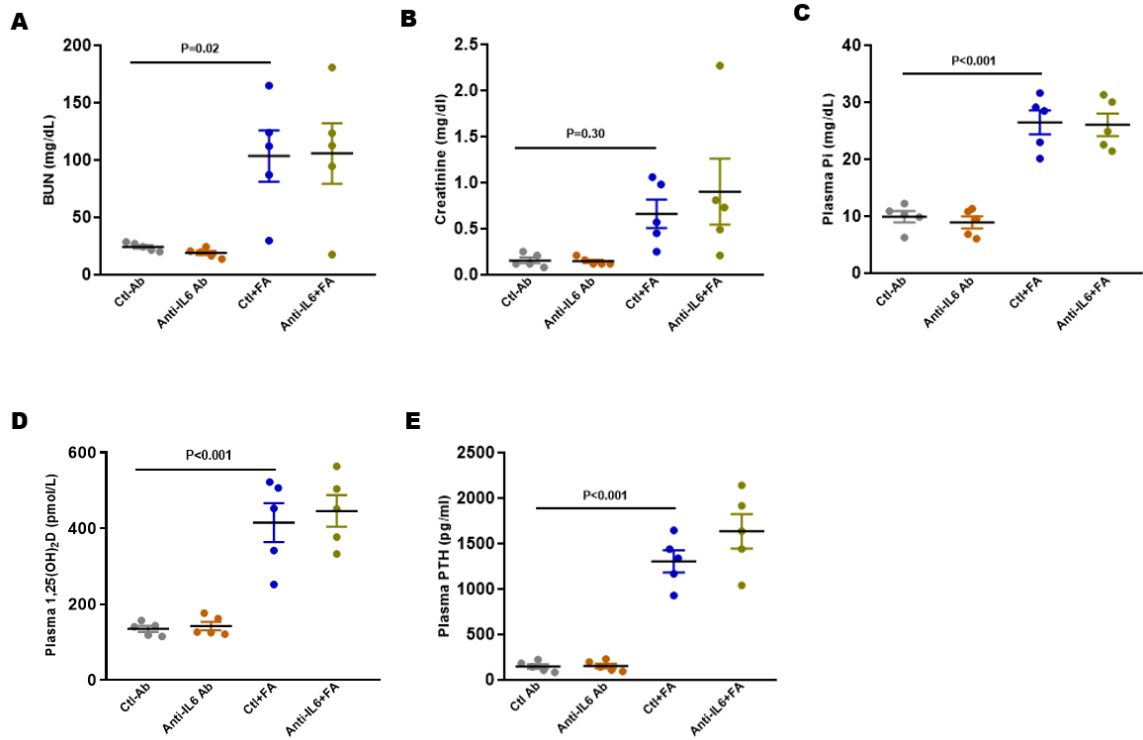 A
BUN (mg/dL)
200
150
100
50
0
P=0.02
Ctl-Ab
Anti-IL6 Ab
Ctl+FA
Anti-IL6+FA
B
Creatinine (mg/dl)
2.5
2.0
1.5
1.0
0.5
0.0
P=0.30
Ctl-Ab
Anti-IL6 Ab
Ctl+FA
Anti-IL6+FA
C
Plasma Pi (mg/dL)
40
30
20
10
0
P<0.001
Ctl-Ab
Anti-IL6 Ab
Ctl+FA
Anti-IL6+FA
D
Plasma 1,25(OH)₂D (pmol/L)
600
400
200
0
P<0.001
Ctl-Ab
Anti-IL6 Ab
Ctl+FA
Anti-IL6+FA
E
Plasma PTH (pg/ml)
2500
2000
1500
1000
500
0
P<0.001
Ctl Ab
Anti-IL6 Ab
Ctl+FA
Anti-IL6+FA